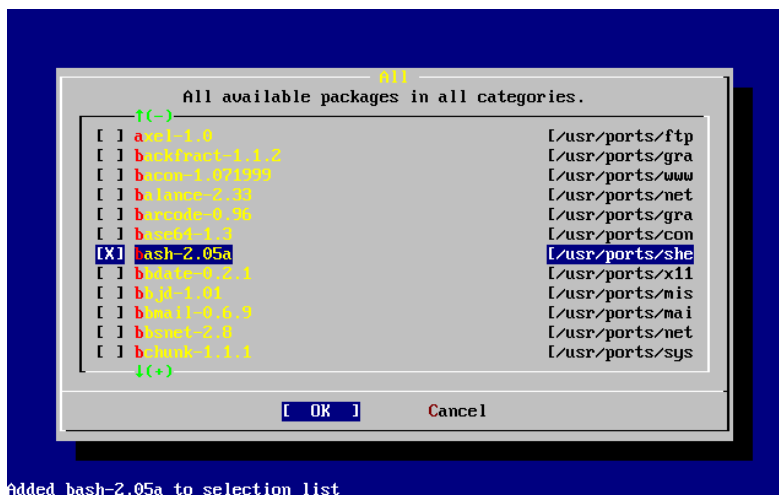 All
All available packages in all categories.
↑(-)
[ ] axel-1.0 [/usr/ports/ftp
[ ] backfract-1.1.2 [/usr/ports/gra
[ ] bacon-1.071999 [/usr/ports/www
[ ] balance-2.33 [/usr/ports/net
[ ] barcode-0.96 [/usr/ports/gra
[ ] base64-1.3 [/usr/ports/con
[X] bash-2.05a [/usr/ports/she
[ ] bbdate-0.2.1 [/usr/ports/x11
[ ] bbjd-1.01 [/usr/ports/mis
[ ] bbmail-0.6.9 [/usr/ports/mai
[ ] bbsnet-2.8 [/usr/ports/net
[ ] bchunk-1.1.1 [/usr/ports/sys
↓(+)
[ OK ] Cancel
Added bash-2.05a to selection list